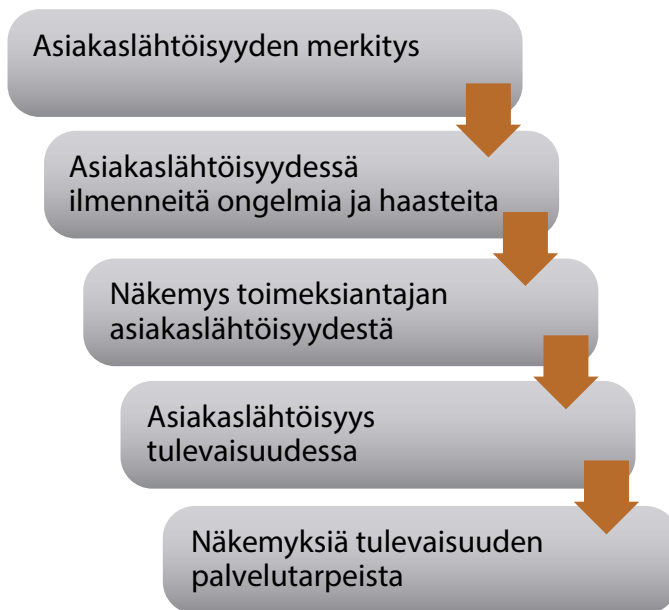 Asiakaslähtöisyyden merkitys
Asiakaslähtöisyydessä
ilmenneitä ongelmia ja haasteita
Näkemys toimeksiantajan
asiakaslähtöisyydestä
Asiakaslähtöisyys
tulevaisuudessa
Näkemyksiä tulevaisuuden
palvelutarpeista